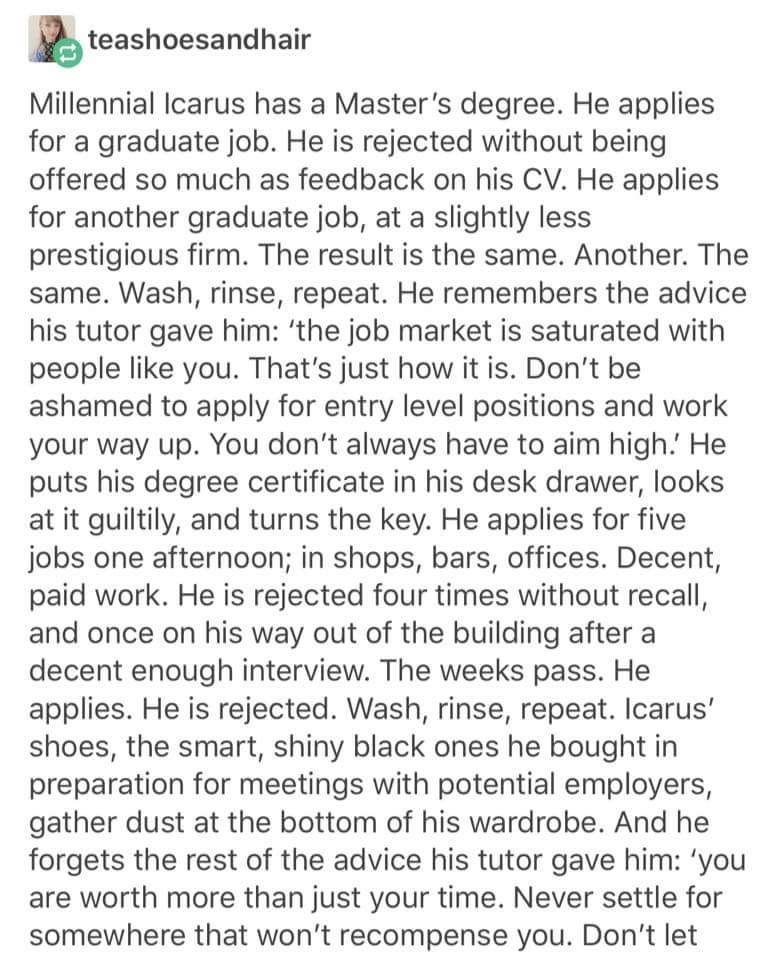 teashoesandhair
Millennial Icarus has a Master's degree. He applies
for a graduate job. He is rejected without being
offered so much as feedback on his CV. He applies
for another graduate job, at a slightly less
prestigious firm. The result is the same. Another. The
same. Wash, rinse, repeat. He remembers the advice
his tutor gave him: ‘the job market is saturated with
people like you. That's just how it is. Don't be
ashamed to apply for entry level positions and work
your way up. You don't always have to aim high.’ He
puts his degree certificate in his desk drawer, looks
at it guiltily, and turns the key. He applies for five
jobs one afternoon; in shops, bars, offices. Decent,
paid work. He is rejected four times without recall,
and once on his way out of the building after a
decent enough interview. The weeks pass. He
applies. He is rejected. Wash, rinse, repeat. Icarus’
shoes, the smart, shiny black ones he bought in
preparation for meetings with potential employers,
gather dust at the bottom of his wardrobe. And he
forgets the rest of the advice his tutor gave him: ‘you
are worth more than just your time. Never settle for
somewhere that won't recompense you. Don't let